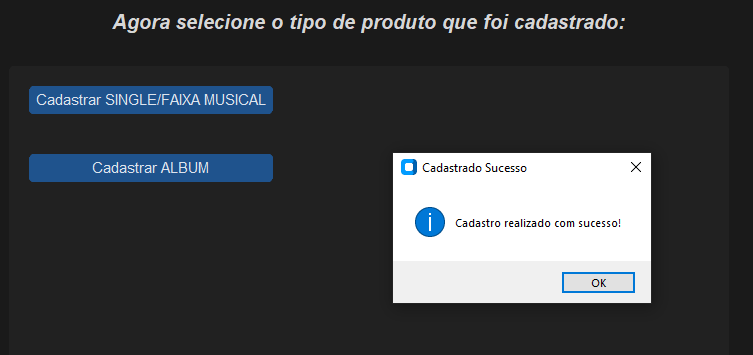 Agora selecione o tipo de produto que foi cadastrado:
Cadastrar SINGLE/FAIXA MUSICAL
Cadastrar ALBUM
Cadastrado Sucesso
Cadastro realizado com sucesso!
OK